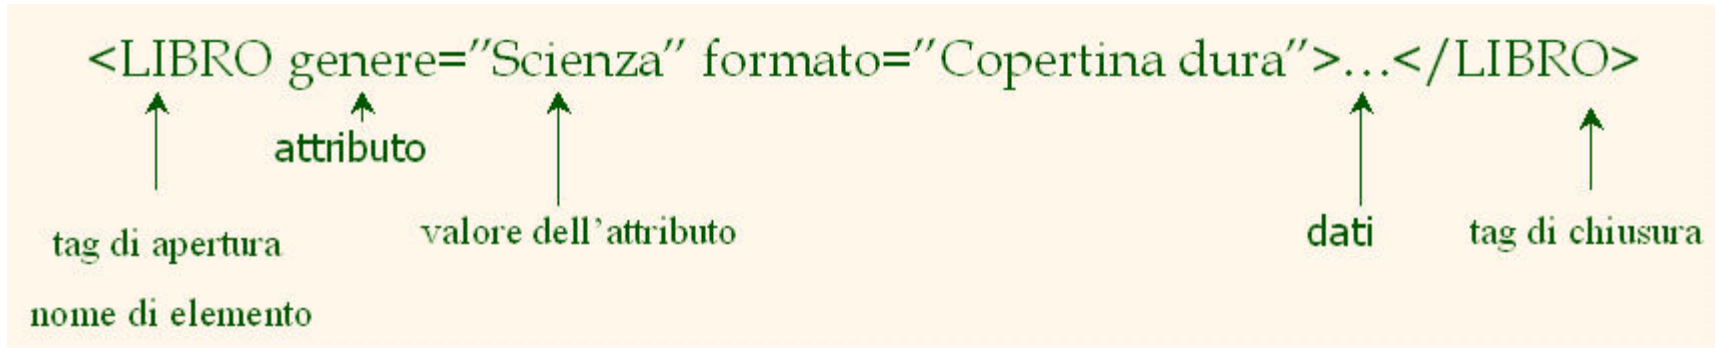 <LIBRO genere="Scienza" formato="Copertina dura">...</LIBRO>
attributo
tag di apertura
valore dell'attributo
dati
tag di chiusura
nome di elemento